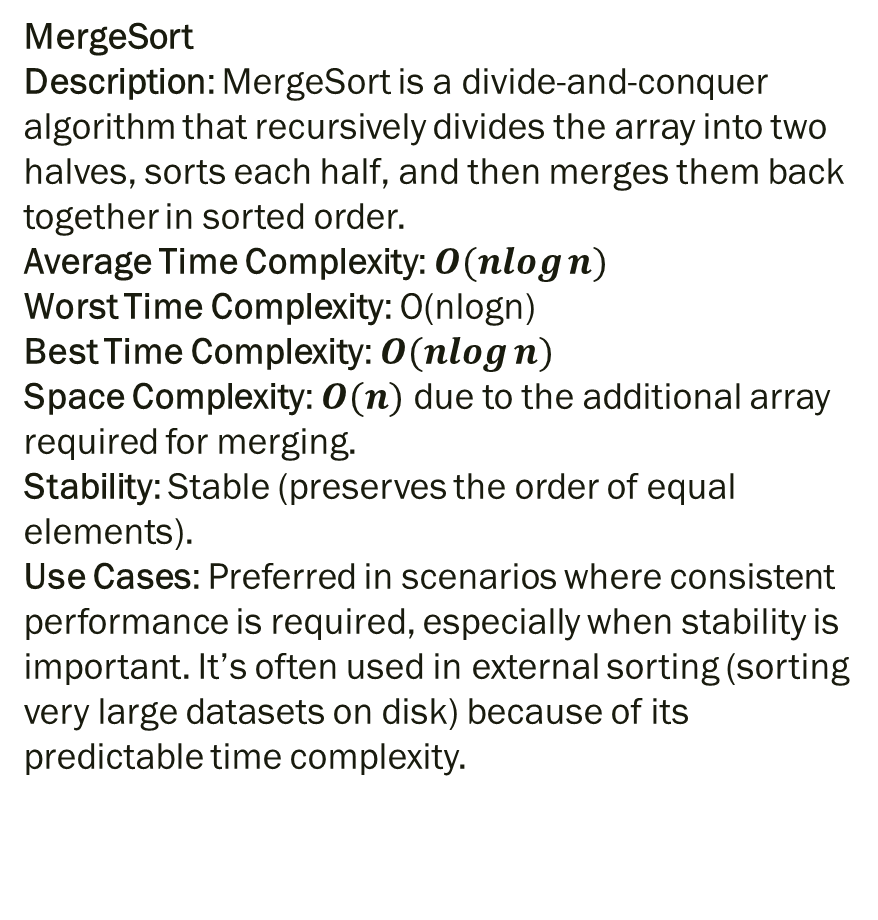 MergeSort
Description: MergeSort is a divide-and-conquer
algorithm that recursively divides the array into two
halves, sorts each half, and then merges them back
together in sorted order.
Average Time Complexity: O(nlog n)
Worst Time Complexity: O(nlogn)
Best Time Complexity: O(nlog n)
Space Complexity: O(n) due to the additional array
required for merging.
Stability: Stable (preserves the order of equal
elements).
Use Cases: Preferred in scenarios where consistent
performance is required, especially when stability is
important. It’s often used in external sorting (sorting
very large datasets on disk) because of its
predictable time complexity.